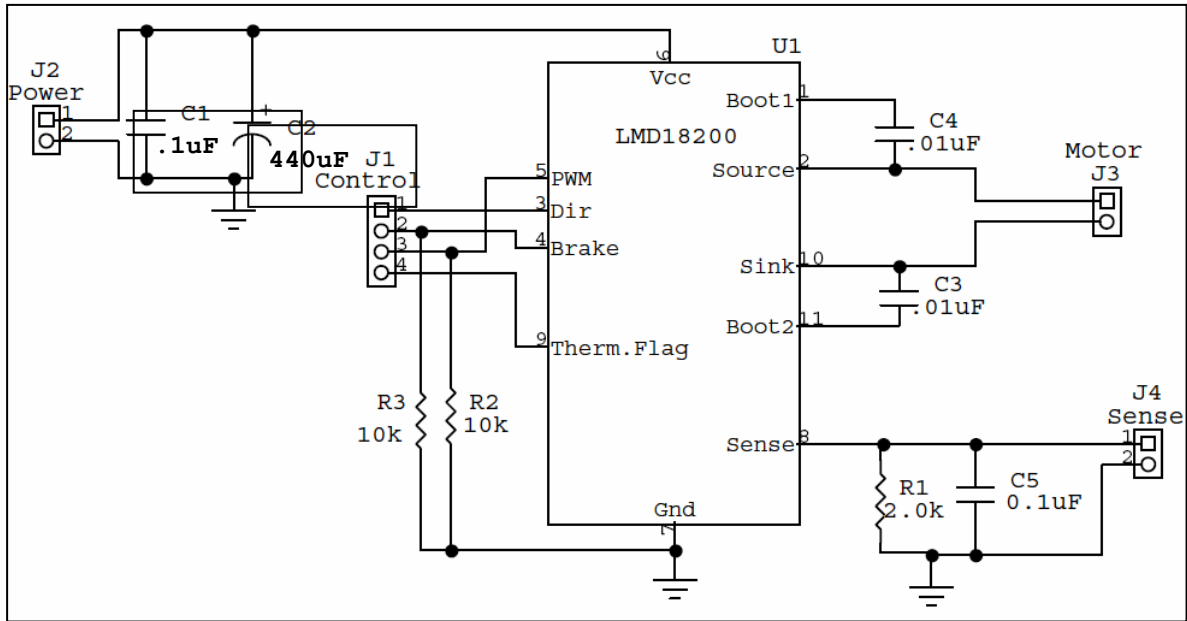 J2
Power
1
2
C1
.1uF
+
C2
440uF
J1
Control
1
2
3
4
U1
LMD18200
6
Vcc
1
Boot1
2
Source
5
PWM
3
Dir
4
Brake
9
Therm.Flag
10
Sink
11
Boot2
8
Sense
Gnd
7
C4
.01uF
Motor
J3
C3
.01uF
R3
10k
R2
10k
R1
2.0k
C5
0.1uF
J4
Sense
1
2